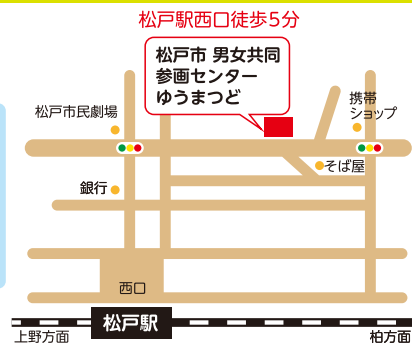 松戸駅西口徒歩5分
松戸市 男女共同
参画センター
ゆうまつど
携帯
ショップ
松戸市民劇場
そば屋
銀行
西口
松戸駅
上野方面
柏方面